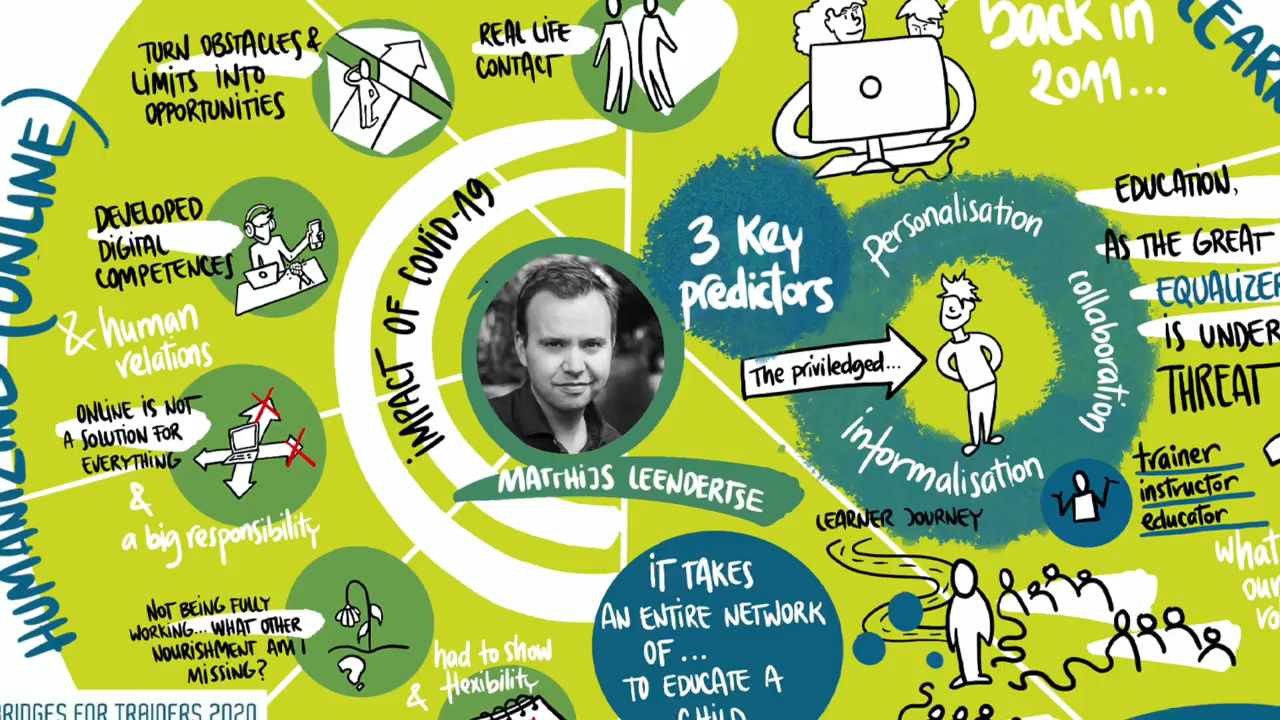 HUMANIZING (ONLINE)
TURN OBSTACLES &
LIMITS INTO
OPPORTUNITIES
REAL LIFE
CONTACT
back in
2011...
LEARN
DEVELOPED
DIGITAL
COMPETENCES
& human
relations
ONLINE IS NOT
A SOLUTION FOR
EVERYTHING
&
a big responsibility
NOT BEING FULLY
WORKING... WHAT OTHER
NOURISHMENT AM I
MISSING?
had to show
& flexibility
IMPACT OF COVID-19
MATTHIJS LEENDERTSE
3 Key
predictors
personalisation
collaboration
informalisation
The priviledged...
EDUCATION,
AS THE GREAT
EQUALIZER
IS UNDER
THREAT
trainer
instructor
educator
what
our
LEARNER JOURNEY
IT TAKES
AN ENTIRE NETWORK
OF ...
TO EDUCATE A
CHILD
BRIDGES FOR TRAINERS 2020